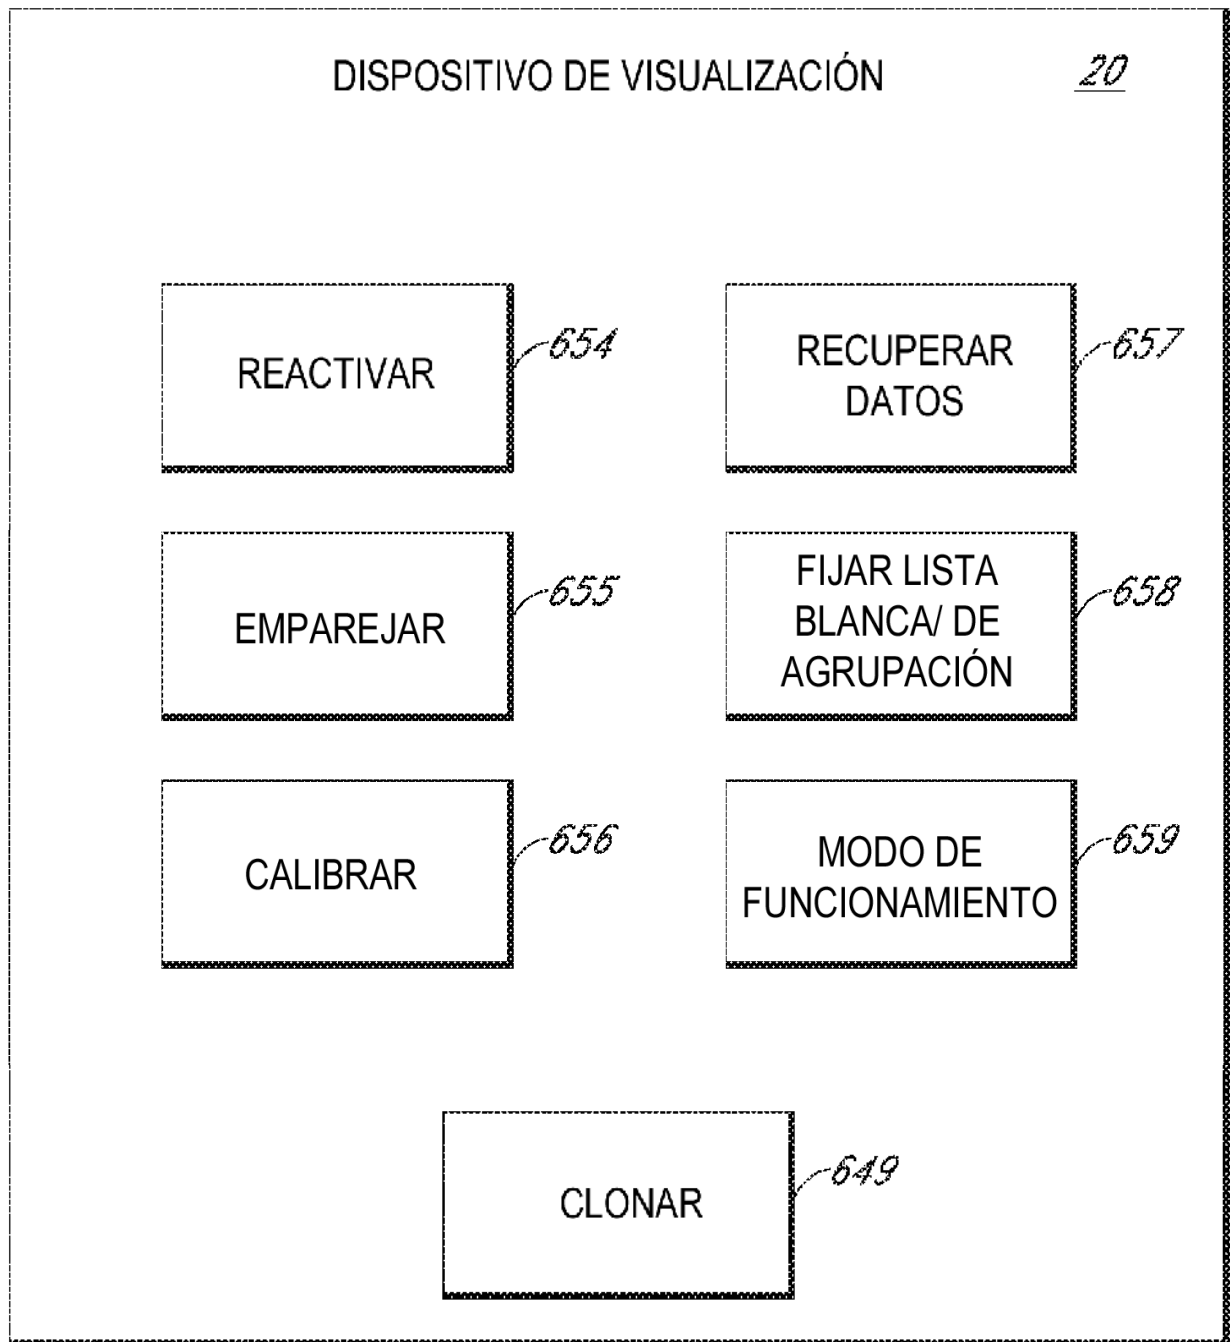 DISPOSITIVO DE VISUALIZACIÓN
20
REACTIVAR
654
RECUPERAR
DATOS
657
EMPAREJAR
655
FIJAR LISTA
BLANCA/ DE
AGRUPACIÓN
658
CALIBRAR
656
MODO DE
FUNCIONAMIENTO
659
CLONAR
649